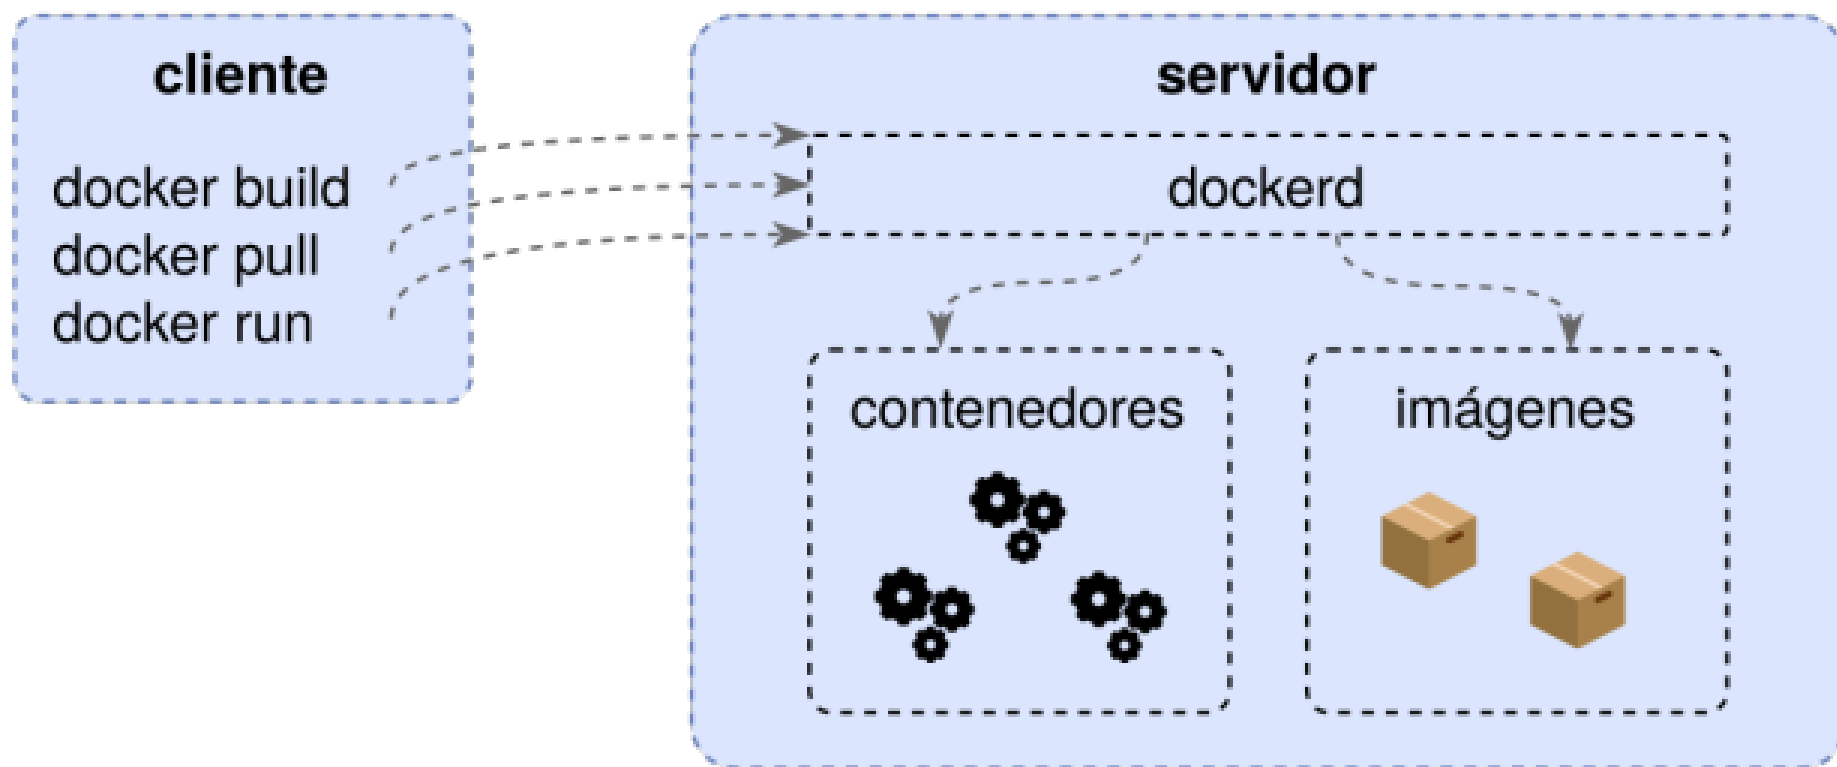 cliente
docker build
docker pull
docker run
servidor
dockerd
contenedores
imágenes